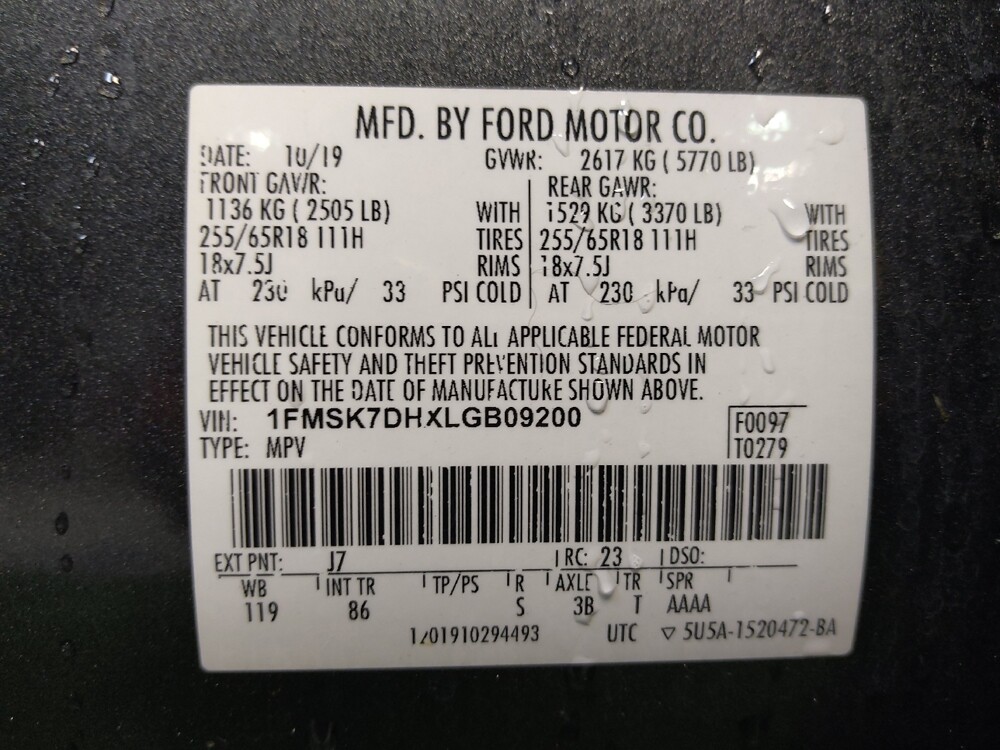 MFD. BY FORD MOTOR CO.
DATE: 10/19 GVWR: 2617 KG ( 5770 LB)
FRONT GAWR: REAR GAWR:
1136 KG ( 2505 LB) WITH 1529 KG ( 3370 LB) WITH
255/65R18 111H TIRES 255/65R18 111H TIRES
18x7.5J RIMS 18x7.5J RIMS
AT 230 kPa/ 33 PSI COLD AT 230 kPa/ 33 PSI COLD
THIS VEHICLE CONFORMS TO ALL APPLICABLE FEDERAL MOTOR
VEHICLE SAFETY AND THEFT PREVENTION STANDARDS IN
EFFECT ON THE DATE OF MANUFACTURE SHOWN ABOVE.
VIN: 1FMSK7DHXLGB09200 F0097
TYPE: MPV T0279
EXT PNT: J7 RC: 23 DSO:
WB INT TR TP/PS R AXLE TR SPR
119 86 S 3B T AAAA
1201910294493 UTC ▽ 5U5A-1520472-BA